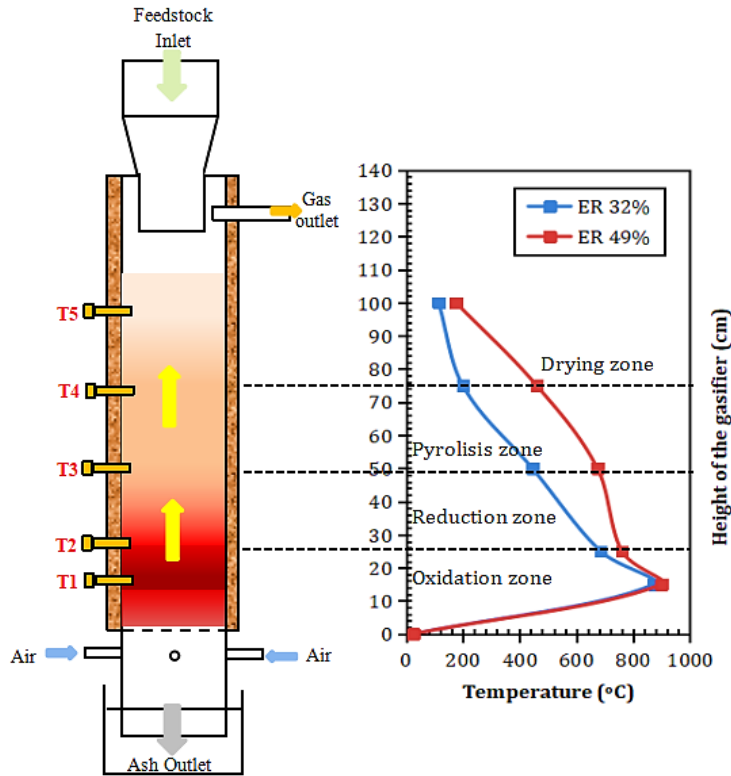 Feedstock
Inlet
Gas
outlet
T5
T4
T3
T2
T1
Air
Air
Ash Outlet
140
130
120
110
100
90
80
70
60
50
40
30
20
10
0
ER 32%
ER 49%
Drying zone
Pyrolisis zone
Reduction zone
Oxidation zone
0 200 400 600 800 1000
Temperature (ºC)
Height of the gasifier (cm)